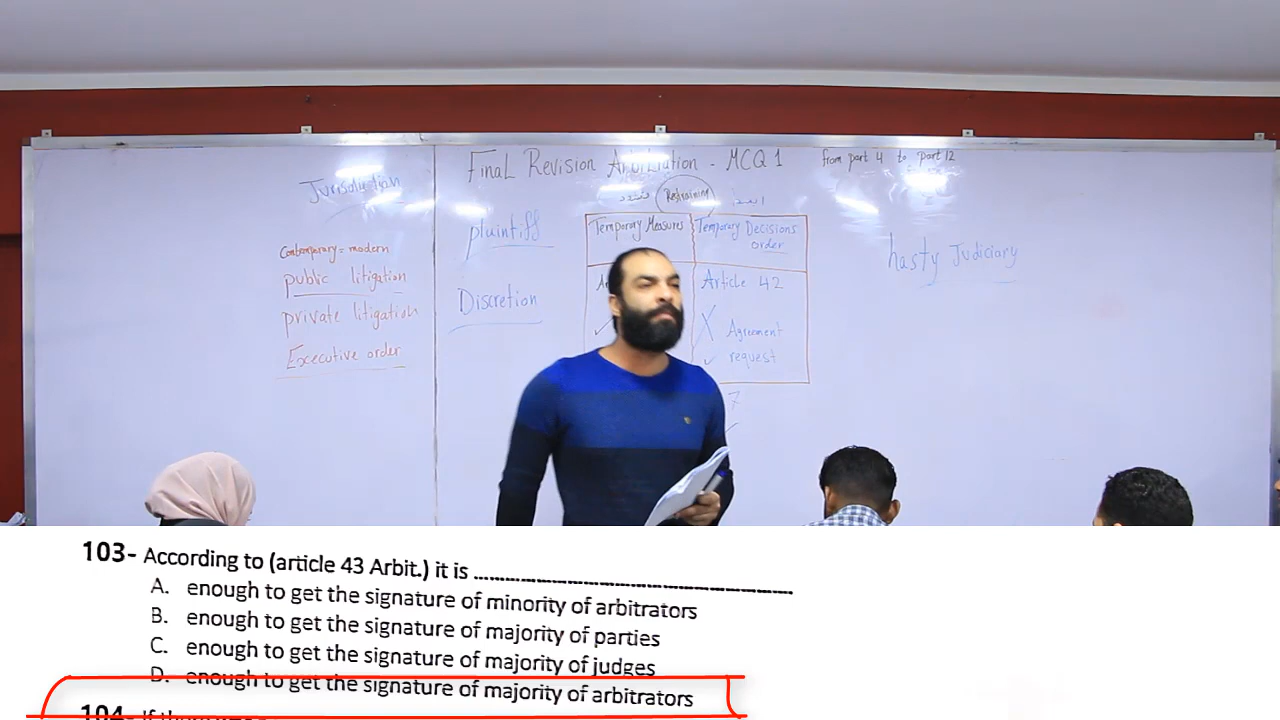 Final Revision Arbitration - MCQ 1
from part 4 to part 12
Jurisdiction
Restraining
plaintiff
Temporary Measures
Temporary Decisions
order
Contemporary = modern
public litigation
private litigation
Excecutive order
Discretion
Article 42
X Agreement
✓ request
7
hasty Judiciary
103- According to (article 43 Arbit.) it is ........................................
A. enough to get the signature of minority of arbitrators
B. enough to get the signature of majority of parties
C. enough to get the signature of majority of judges
D. enough to get the signature of majority of arbitrators
104-